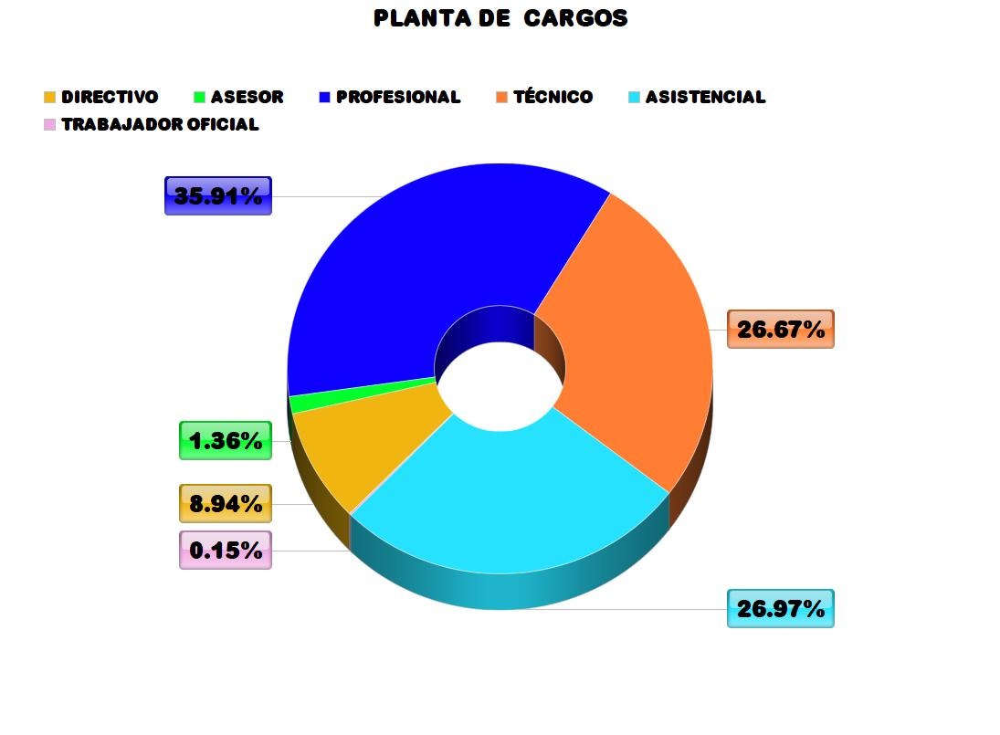 PLANTA DE CARGOS
DIRECTIVO ASESOR PROFESIONAL TÉCNICO ASISTENCIAL
TRABAJADOR OFICIAL
35.91%
26.67%
1.36%
8.94%
0.15%
26.97%